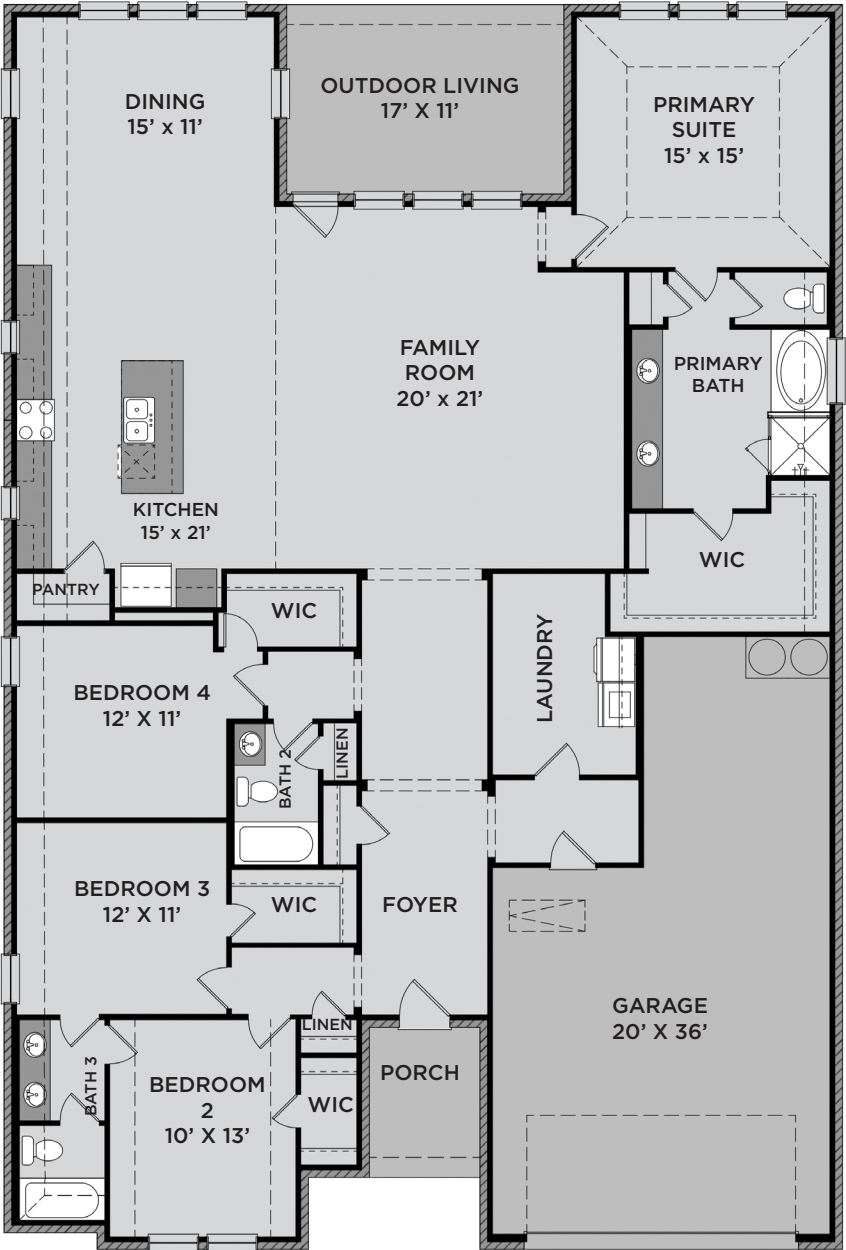 DINING
15’ x 11’
OUTDOOR LIVING
17’ X 11’
PRIMARY
SUITE
15’ x 15’
FAMILY
ROOM
20’ x 21’
PRIMARY
BATH
KITCHEN
15’ x 21’
WIC
PANTRY
WIC
LAUNDRY
BEDROOM 4
12’ X 11’
BATH 2
LINEN
BEDROOM 3
12’ X 11’
WIC
FOYER
GARAGE
20’ X 36’
LINEN
BATH 3
BEDROOM
2
10’ X 13’
WIC
PORCH